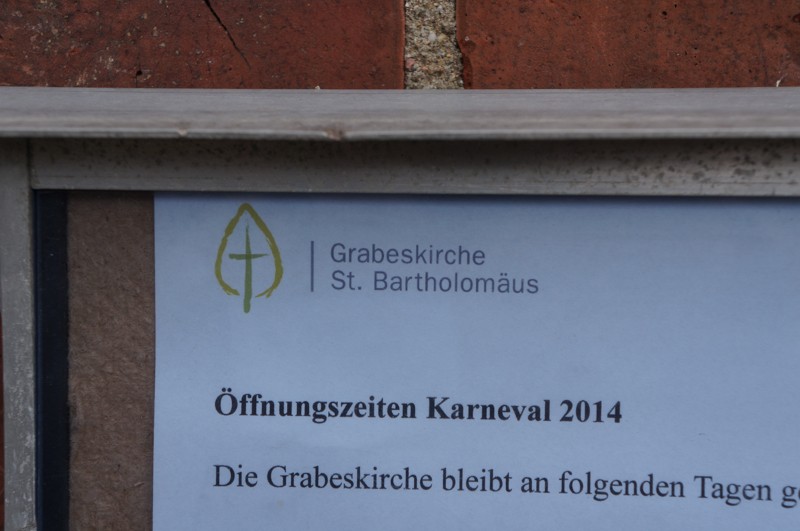 Grabeskirche
St. Bartholomäus
Öffnungszeiten Karneval 2014
Die Grabeskirche bleibt an folgenden Tagen